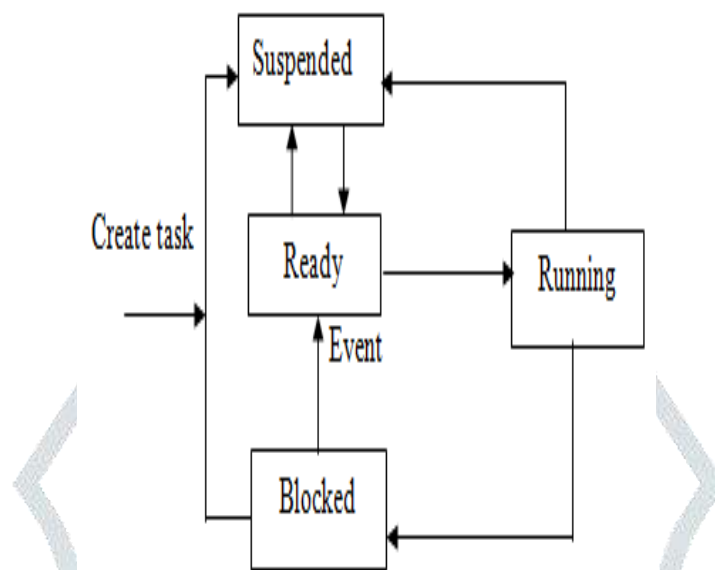 Suspended
Create task
Ready
Running
Event
Blocked